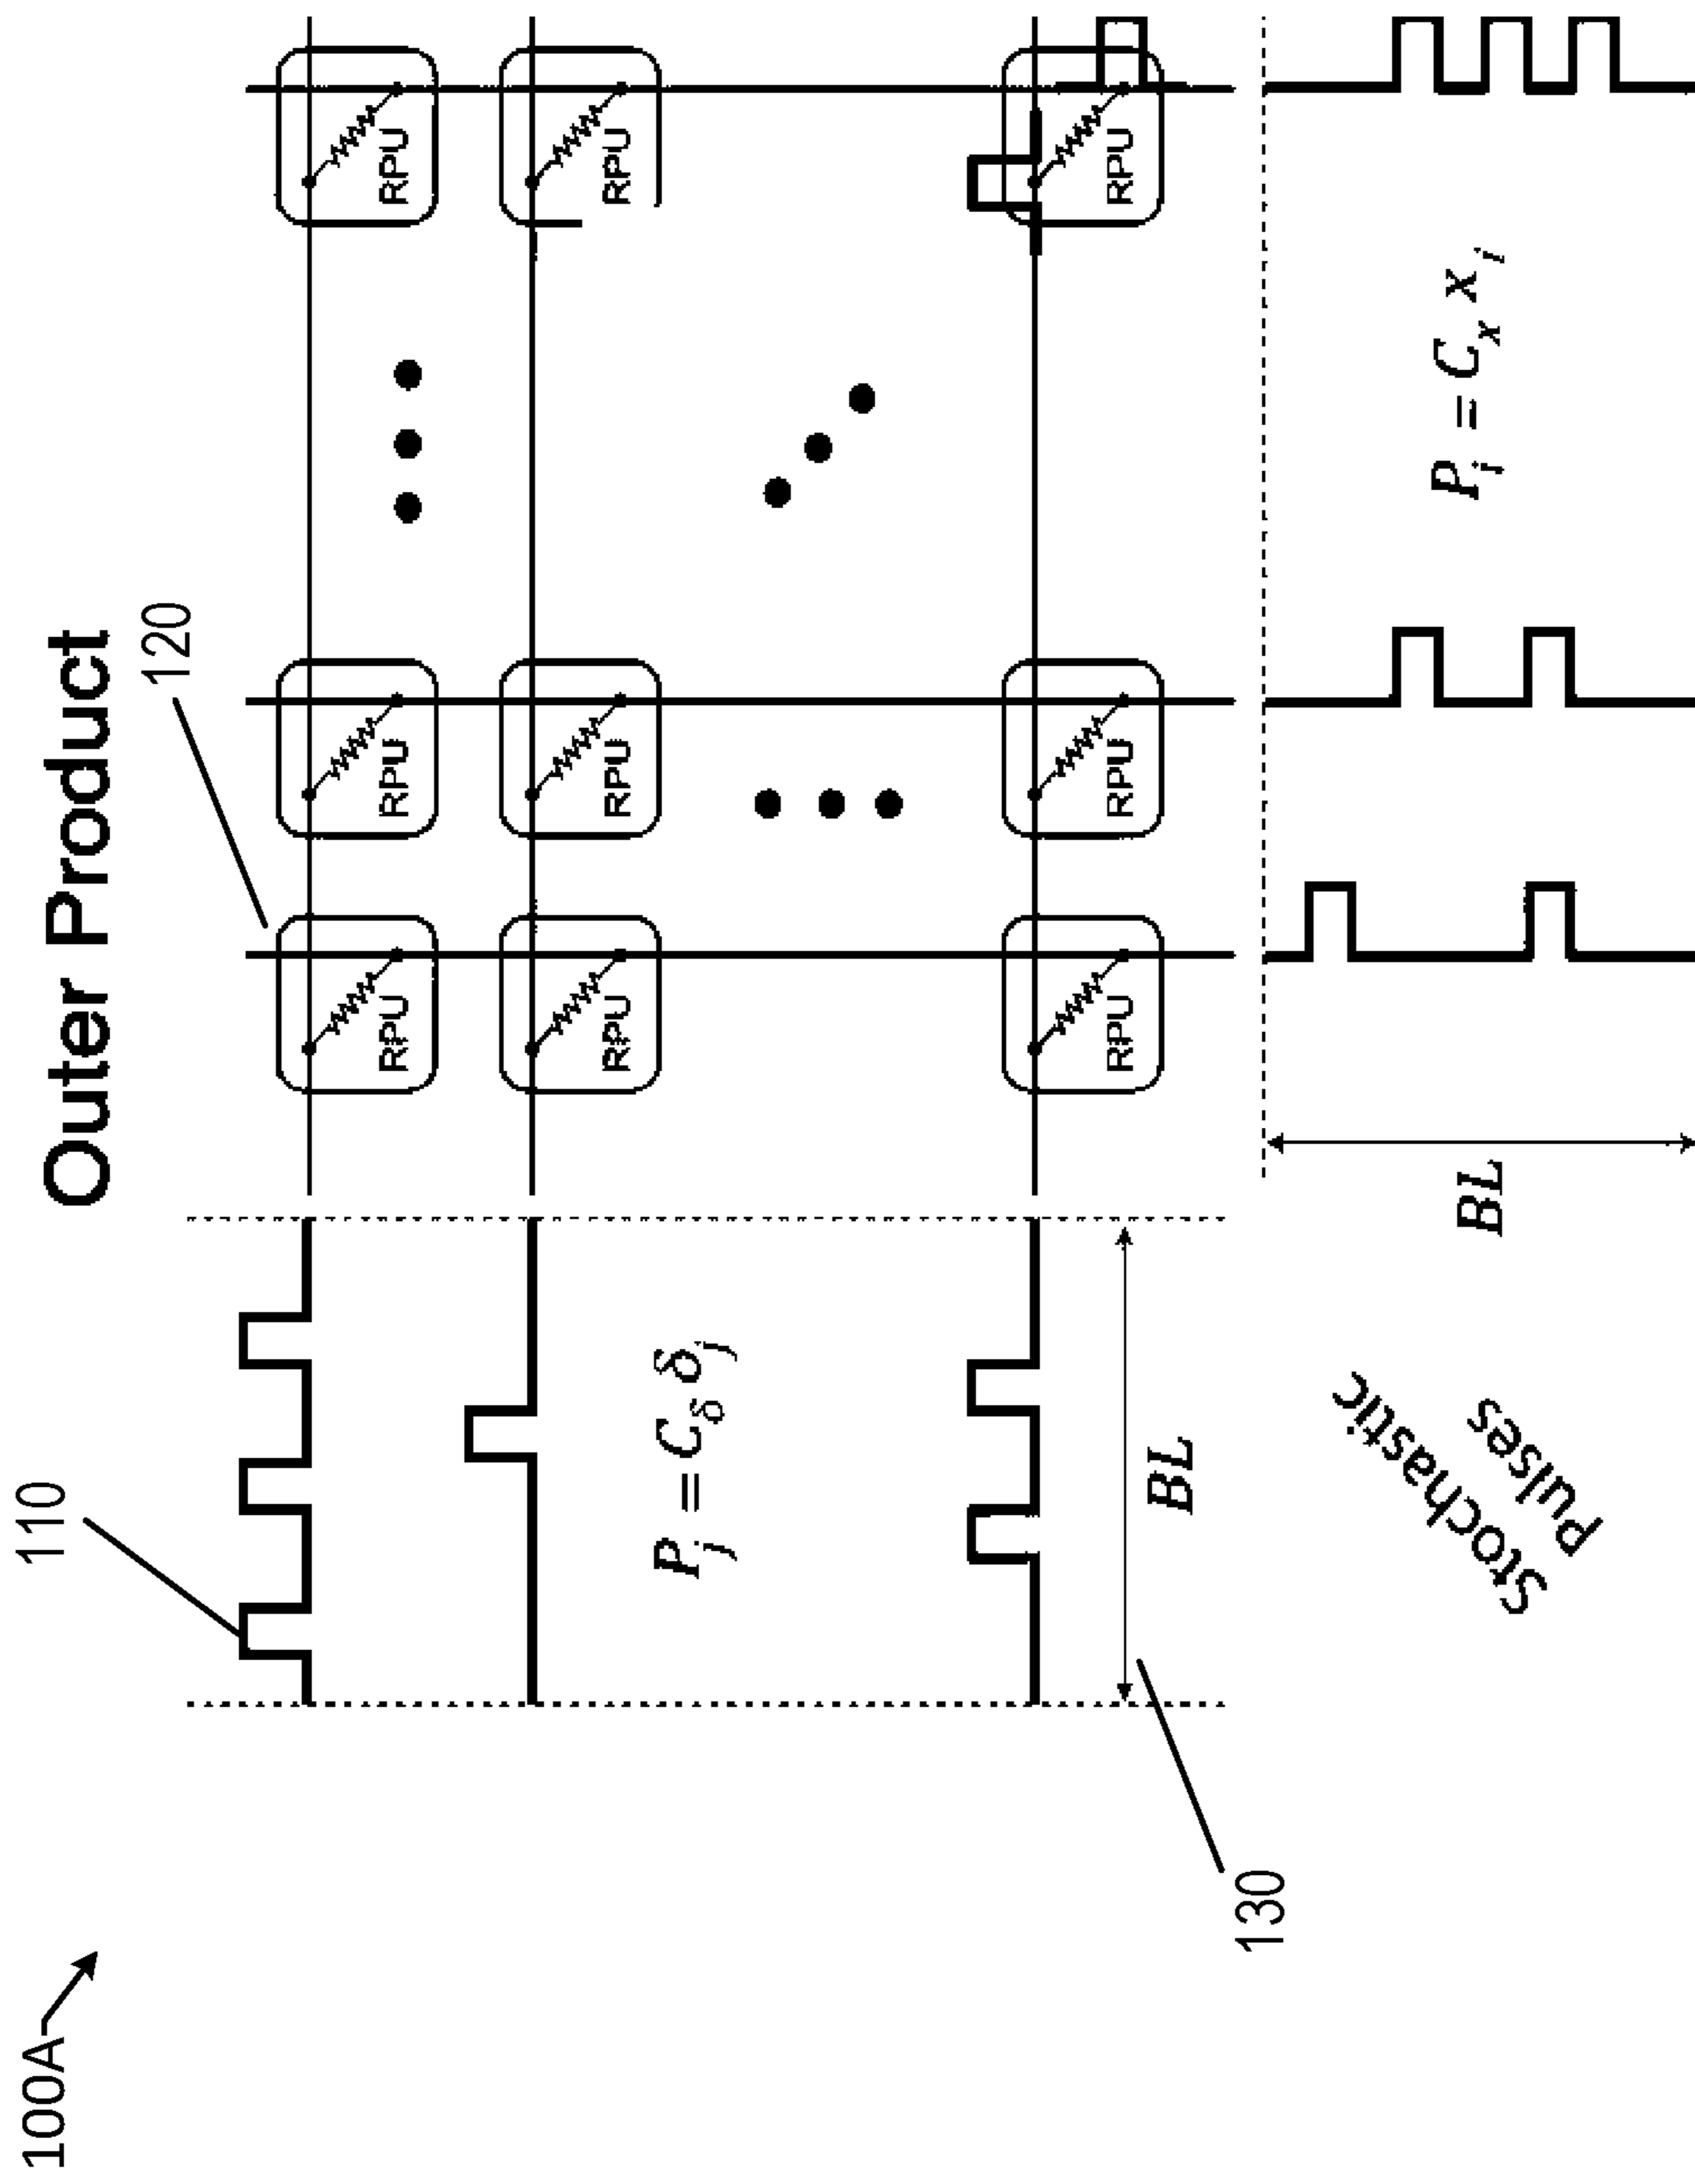 100A
Outer Product
110
120
RPU RPU RPU
RPU RPU RPU
P_j = C_δ δ_j
RPU RPU RPU
BL
130
P_i = C_x x_i
BL
Stochastic
Pulses